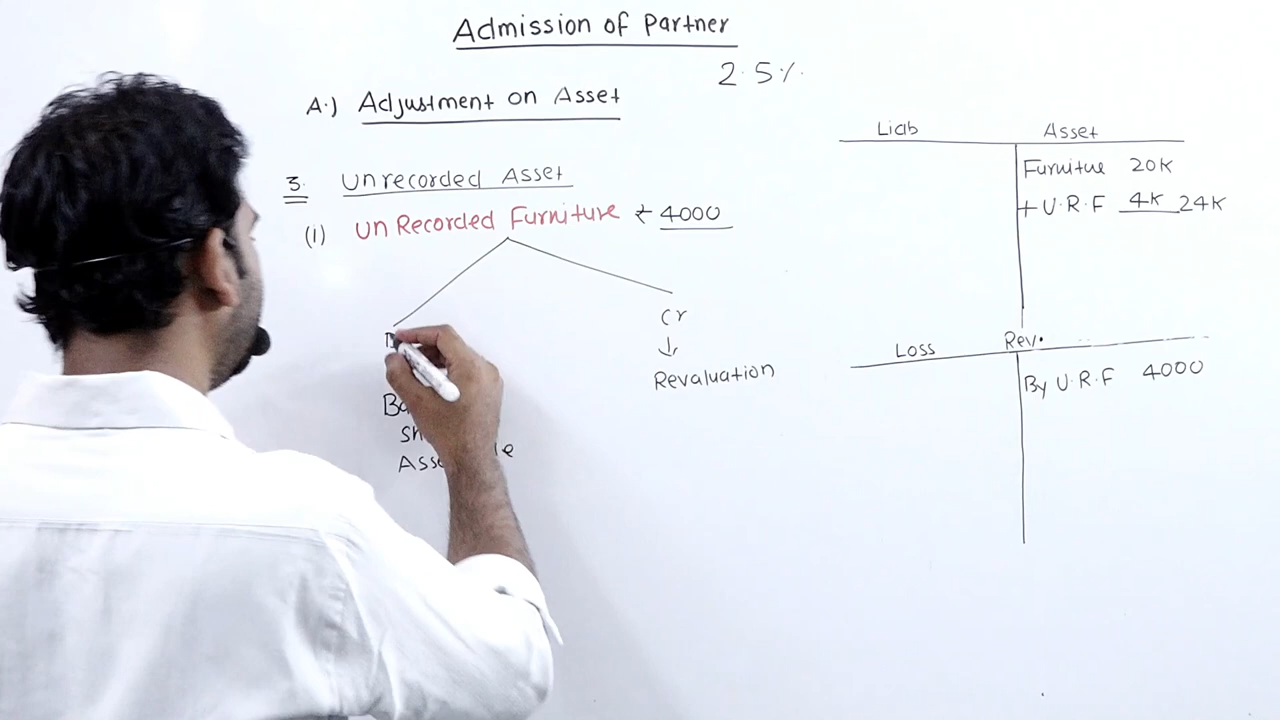 Admission of Partner
2.5%.
A.) Adjustment on Asset
3. Unrecorded Asset
(1) Un Recorded Furniture ₹ 4000
Cr
↓
Revaluation
Liab Asset
Furniture 20K
+ U.R.F 4K 24K
Loss Rev.
By U.R.F 4000